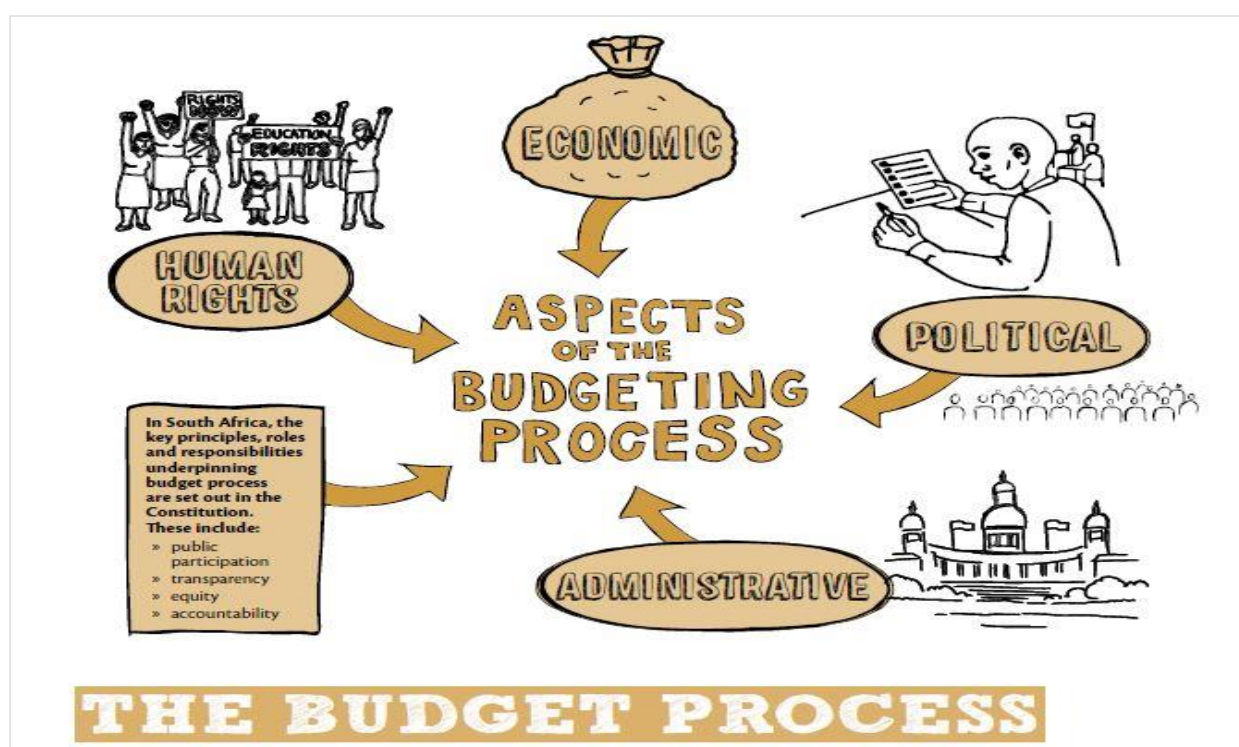 RIGHTS
EDUCATION
RIGHTS
ECONOMIC
HUMAN
RIGHTS
ASPECTS
OF THE
BUDGETING
PROCESS
POLITICAL
In South Africa, the
key principles, roles
and responsibilities
underpinning
budget process
are set out in the
Constitution.
These include:
» public
participation
» transparency
» equity
» accountability
ADMINISTRATIVE
THE BUDGET PROCESS